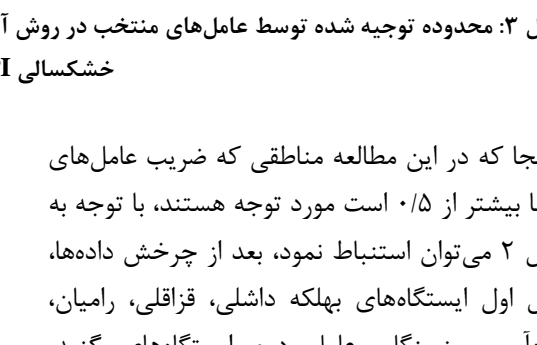 ۳: محدوده توجیه شده توسط عامل‌های منتخب در روش
خشکسالی
که در این مطالعه مناطقی که ضریب عامل‌های
بیشتر از ۰/۵ است مورد توجه هستند، با توجه به
۲ می‌توان استنباط نمود، بعد از چرخش داده‌ها،
اول ایستگاه‌های بهلکه داشلی، قزاقلی، رامیان،